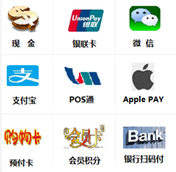 UnionPay
银联
现 金
银联卡
微 信
支
支付宝
POS通
Apple PAY
购物卡
会员卡
Bank
预付卡
会员积分
银行扫码付